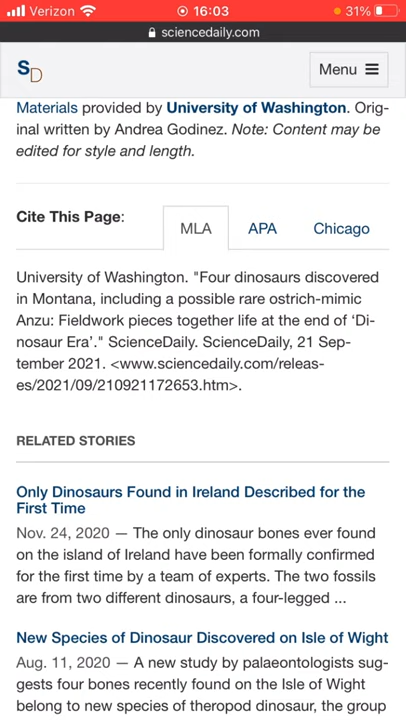 Verizon 16:03 31%
sciencedaily.com
SD Menu
Materials provided by University of Washington. Orig-
inal written by Andrea Godinez. Note: Content may be
edited for style and length.
Cite This Page: MLA APA Chicago
University of Washington. "Four dinosaurs discovered
in Montana, including a possible rare ostrich-mimic
Anzu: Fieldwork pieces together life at the end of ‘Di-
nosaur Era’." ScienceDaily. ScienceDaily, 21 Sep-
tember 2021. <www.sciencedaily.com/releas-
es/2021/09/210921172653.htm>.
RELATED STORIES
Only Dinosaurs Found in Ireland Described for the
First Time
Nov. 24, 2020 — The only dinosaur bones ever found
on the island of Ireland have been formally confirmed
for the first time by a team of experts. The two fossils
are from two different dinosaurs, a four-legged ...
New Species of Dinosaur Discovered on Isle of Wight
Aug. 11, 2020 — A new study by palaeontologists sug-
gests four bones recently found on the Isle of Wight
belong to new species of theropod dinosaur, the group